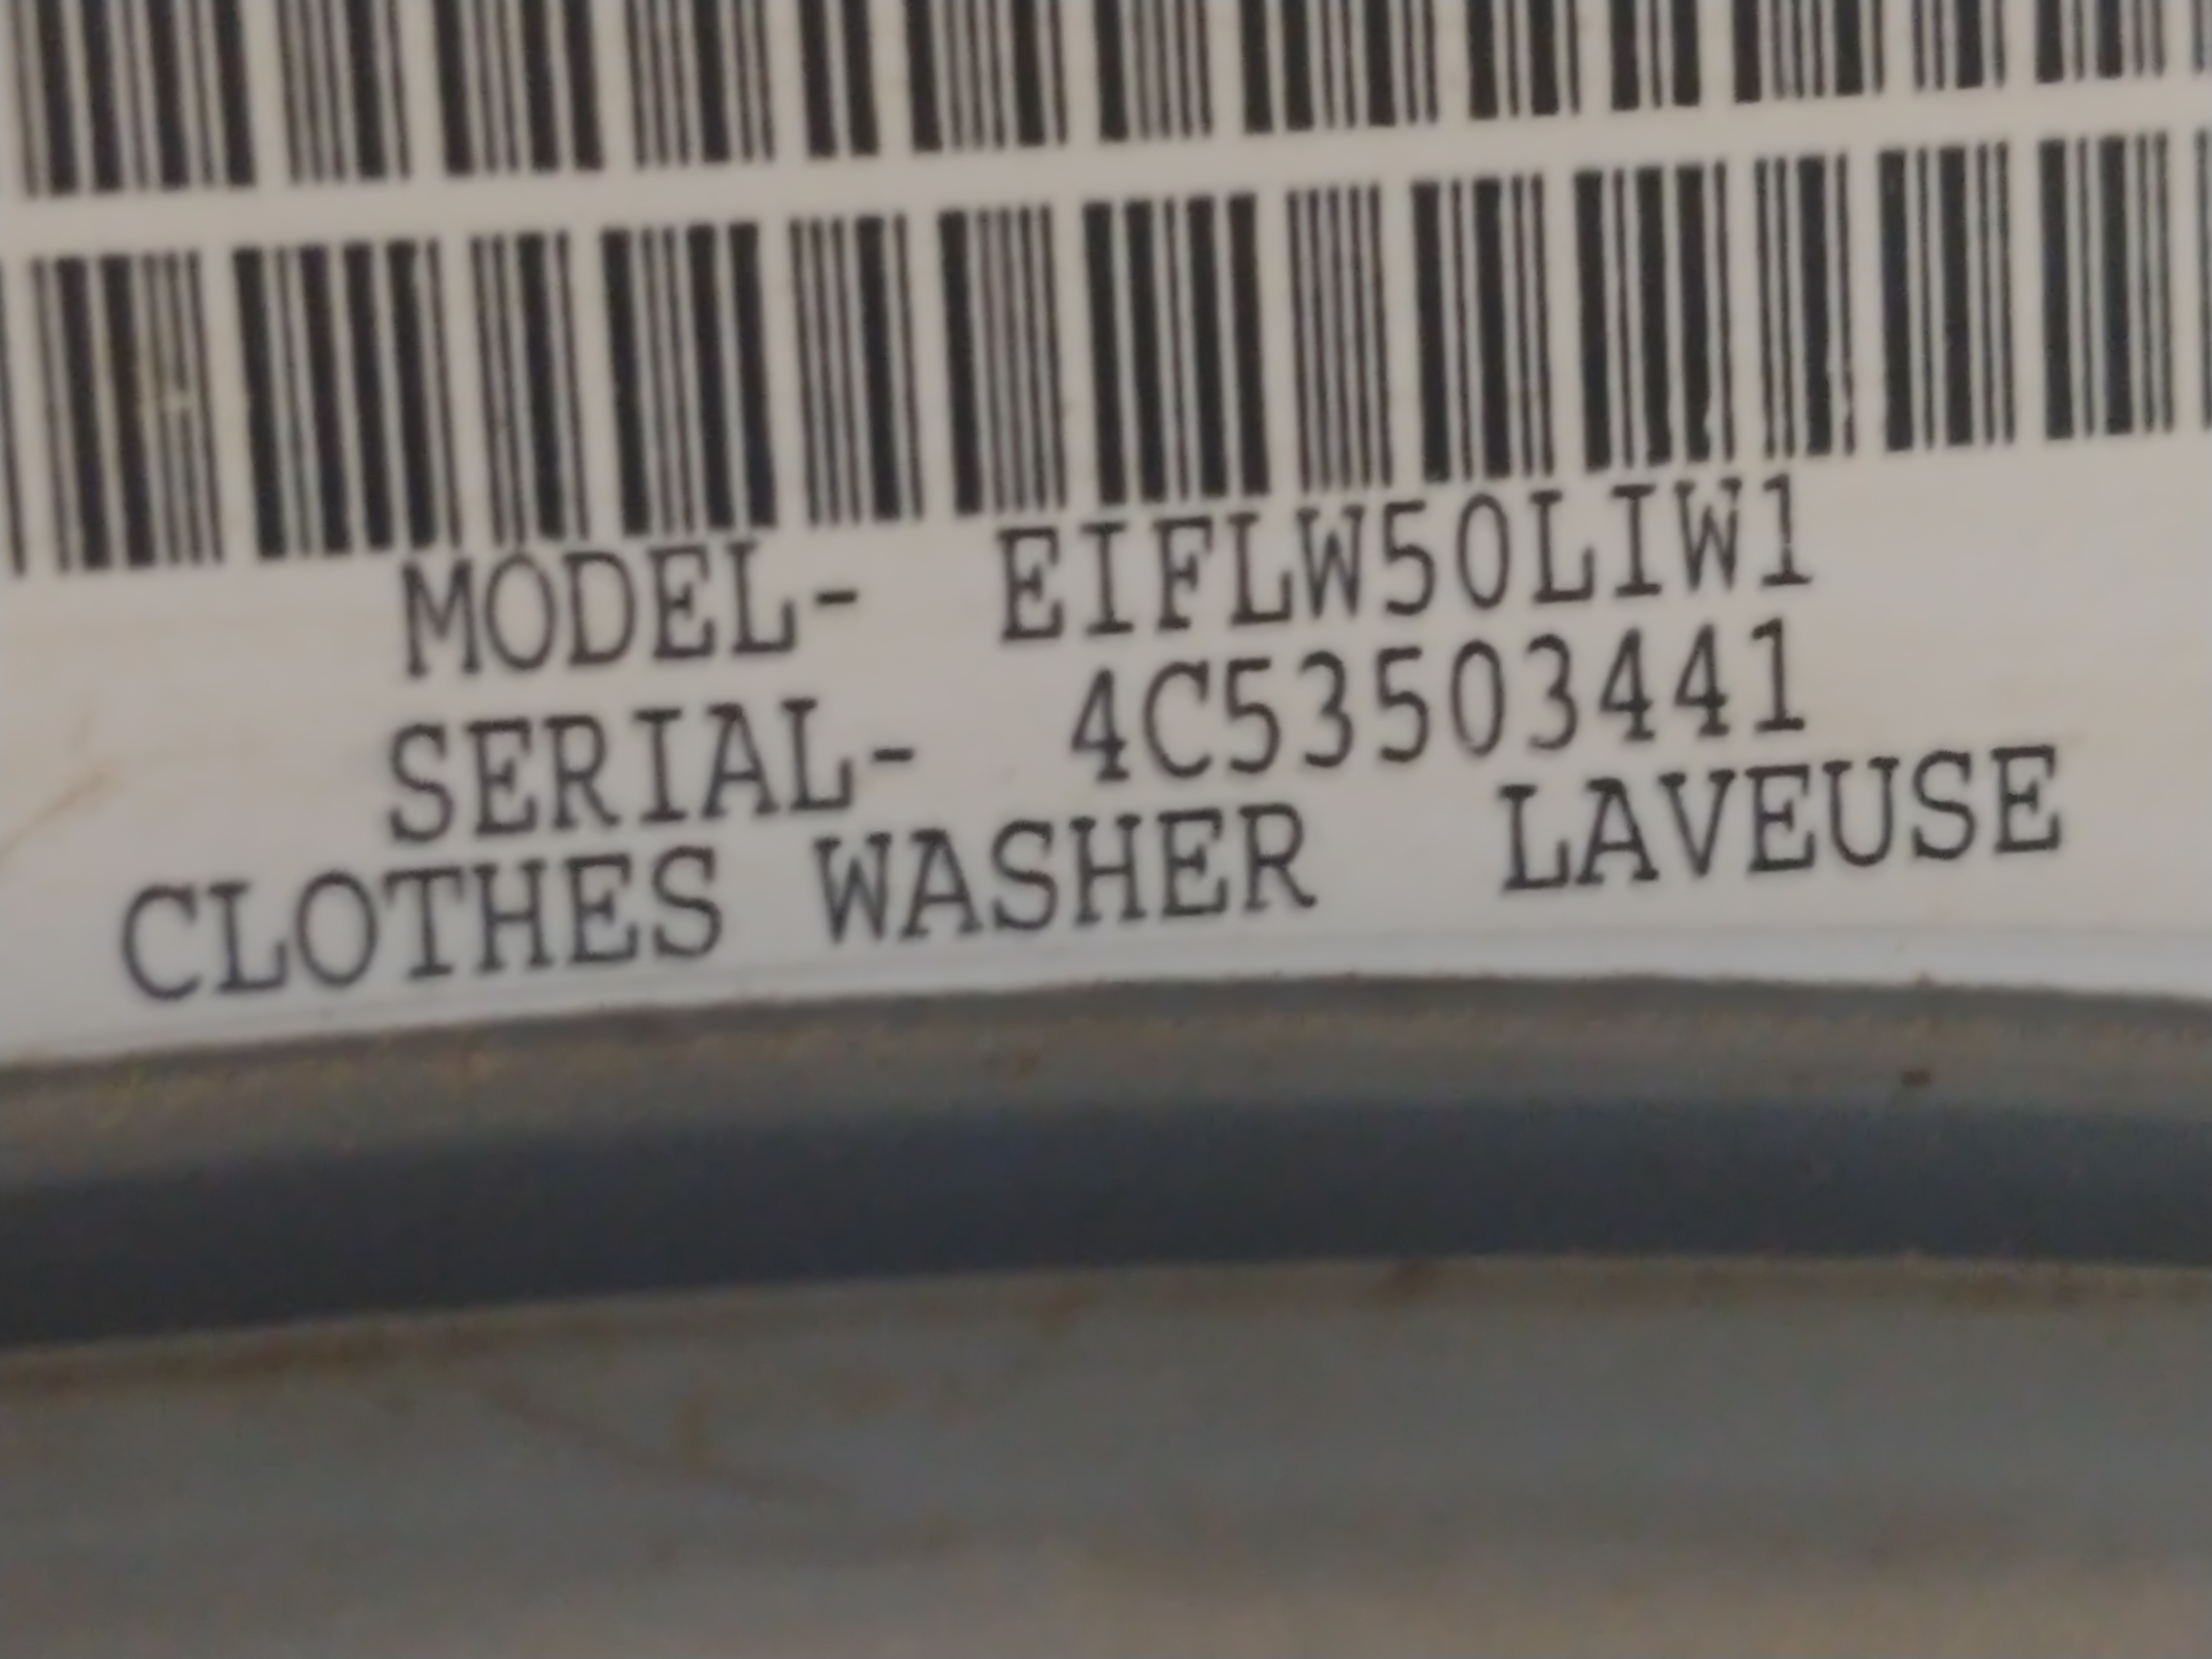 MODEL- EIFLW50LIW1
SERIAL- 4C53503441
CLOTHES WASHER LAVEUSE